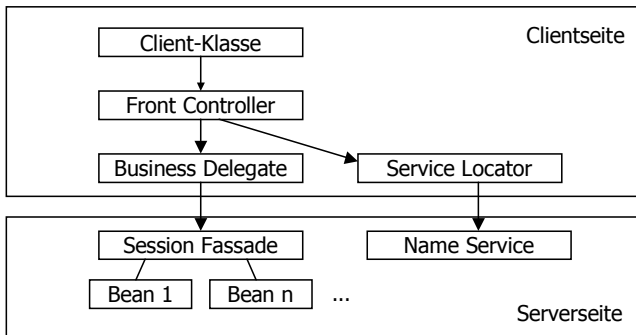 Clientseite
Client-Klasse
Front Controller
Business Delegate
Service Locator
Session Fassade
Name Service
Bean 1
Bean n
...
Serverseite